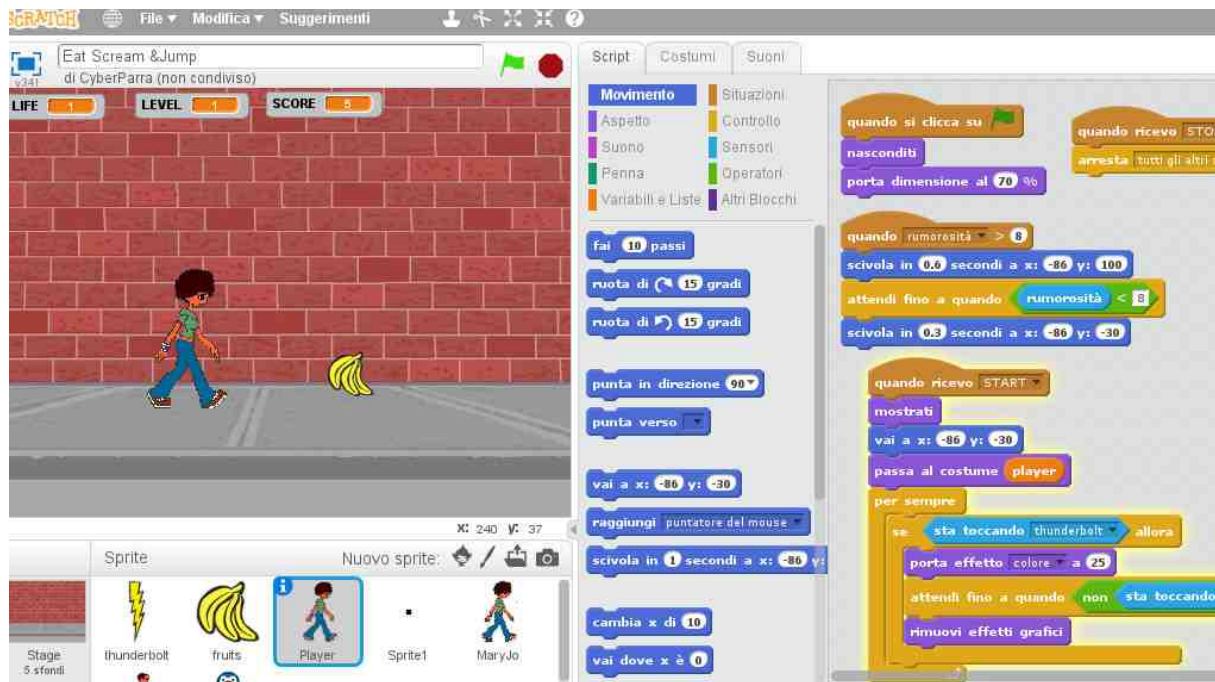 SCRATCH File Modifica Suggerimenti
Eat Scream &Jump
v341 di CyberParra (non condiviso)
LIFE 1 LEVEL 1 SCORE 5
X: 240 y: 37
Sprite Nuovo sprite:
Stage
5 sfondi
thunderbolt
fruits
Player
Sprite1
MaryJo
Script Costumi Suoni
Movimento Situazioni
Aspetto Controllo
Suono Sensori
Penna Operatori
Variabili e Liste Altri Blocchi
fai 10 passi
ruota di 15 gradi
ruota di 15 gradi
punta in direzione 90
punta verso
vai a x: -86 y: -30
raggiungi puntatore del mouse
scivola in 1 secondi a x: -86 y:
cambia x di 10
vai dove x è 0
quando si clicca su
nasconditi
porta dimensione al 70 %
quando ricevo STO
arresta tutti gli altri s
quando rumorosità > 8
scivola in 0.6 secondi a x: -86 y: 100
attendi fino a quando rumorosità < 8
scivola in 0.3 secondi a x: -86 y: -30
quando ricevo START
mostrati
vai a x: -86 y: -30
passa al costume player
per sempre
se sta toccando thunderbolt allora
porta effetto colore a 25
attendi fino a quando non sta toccando
rimuovi effetti grafici